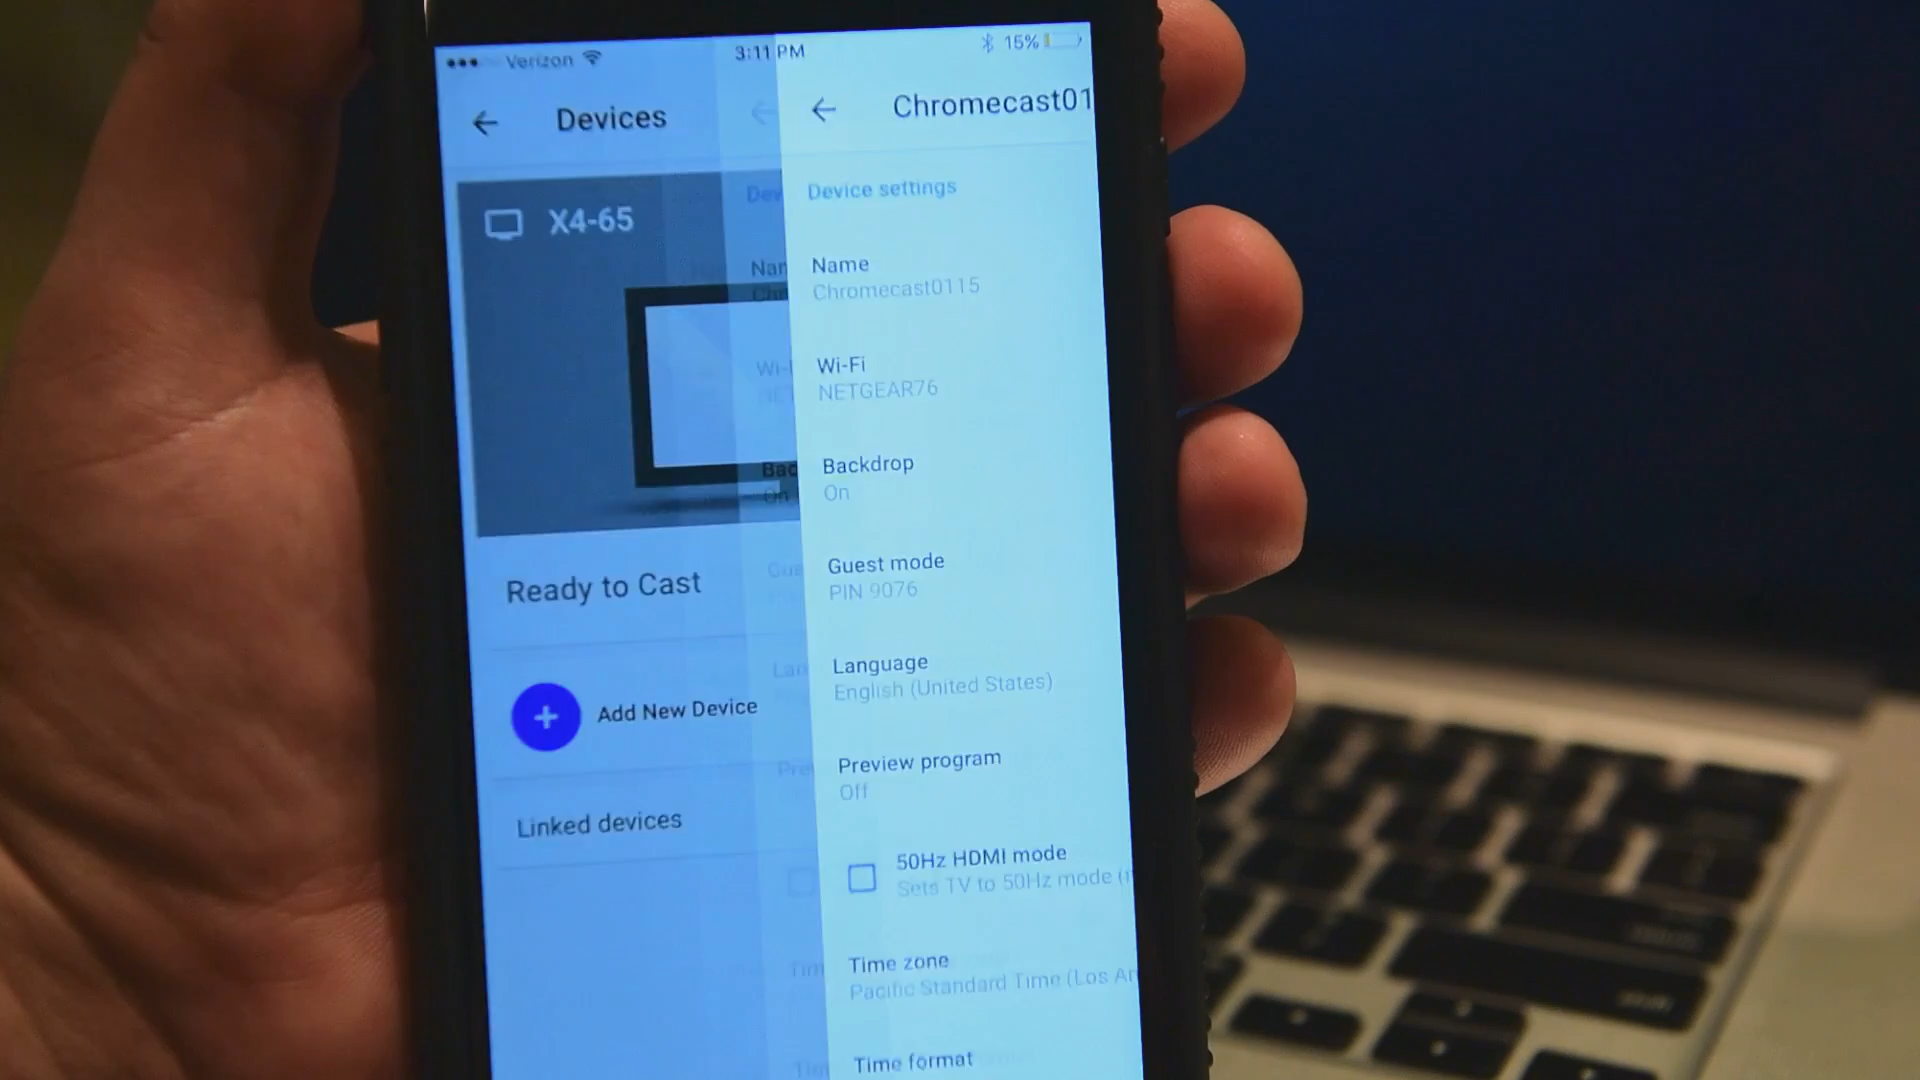 Verizon
3:11 PM
15%
Devices
Chromecast01
X4-65
Ready to Cast
Add New Device
Linked devices
Device settings
Name
Chromecast0115
Wi-Fi
NETGEAR76
Backdrop
On
Guest mode
PIN 9076
Language
English (United States)
Preview program
Off
50Hz HDMI mode
Sets TV to 50Hz mode (i
Time zone
Pacific Standard Time (Los An
Time format